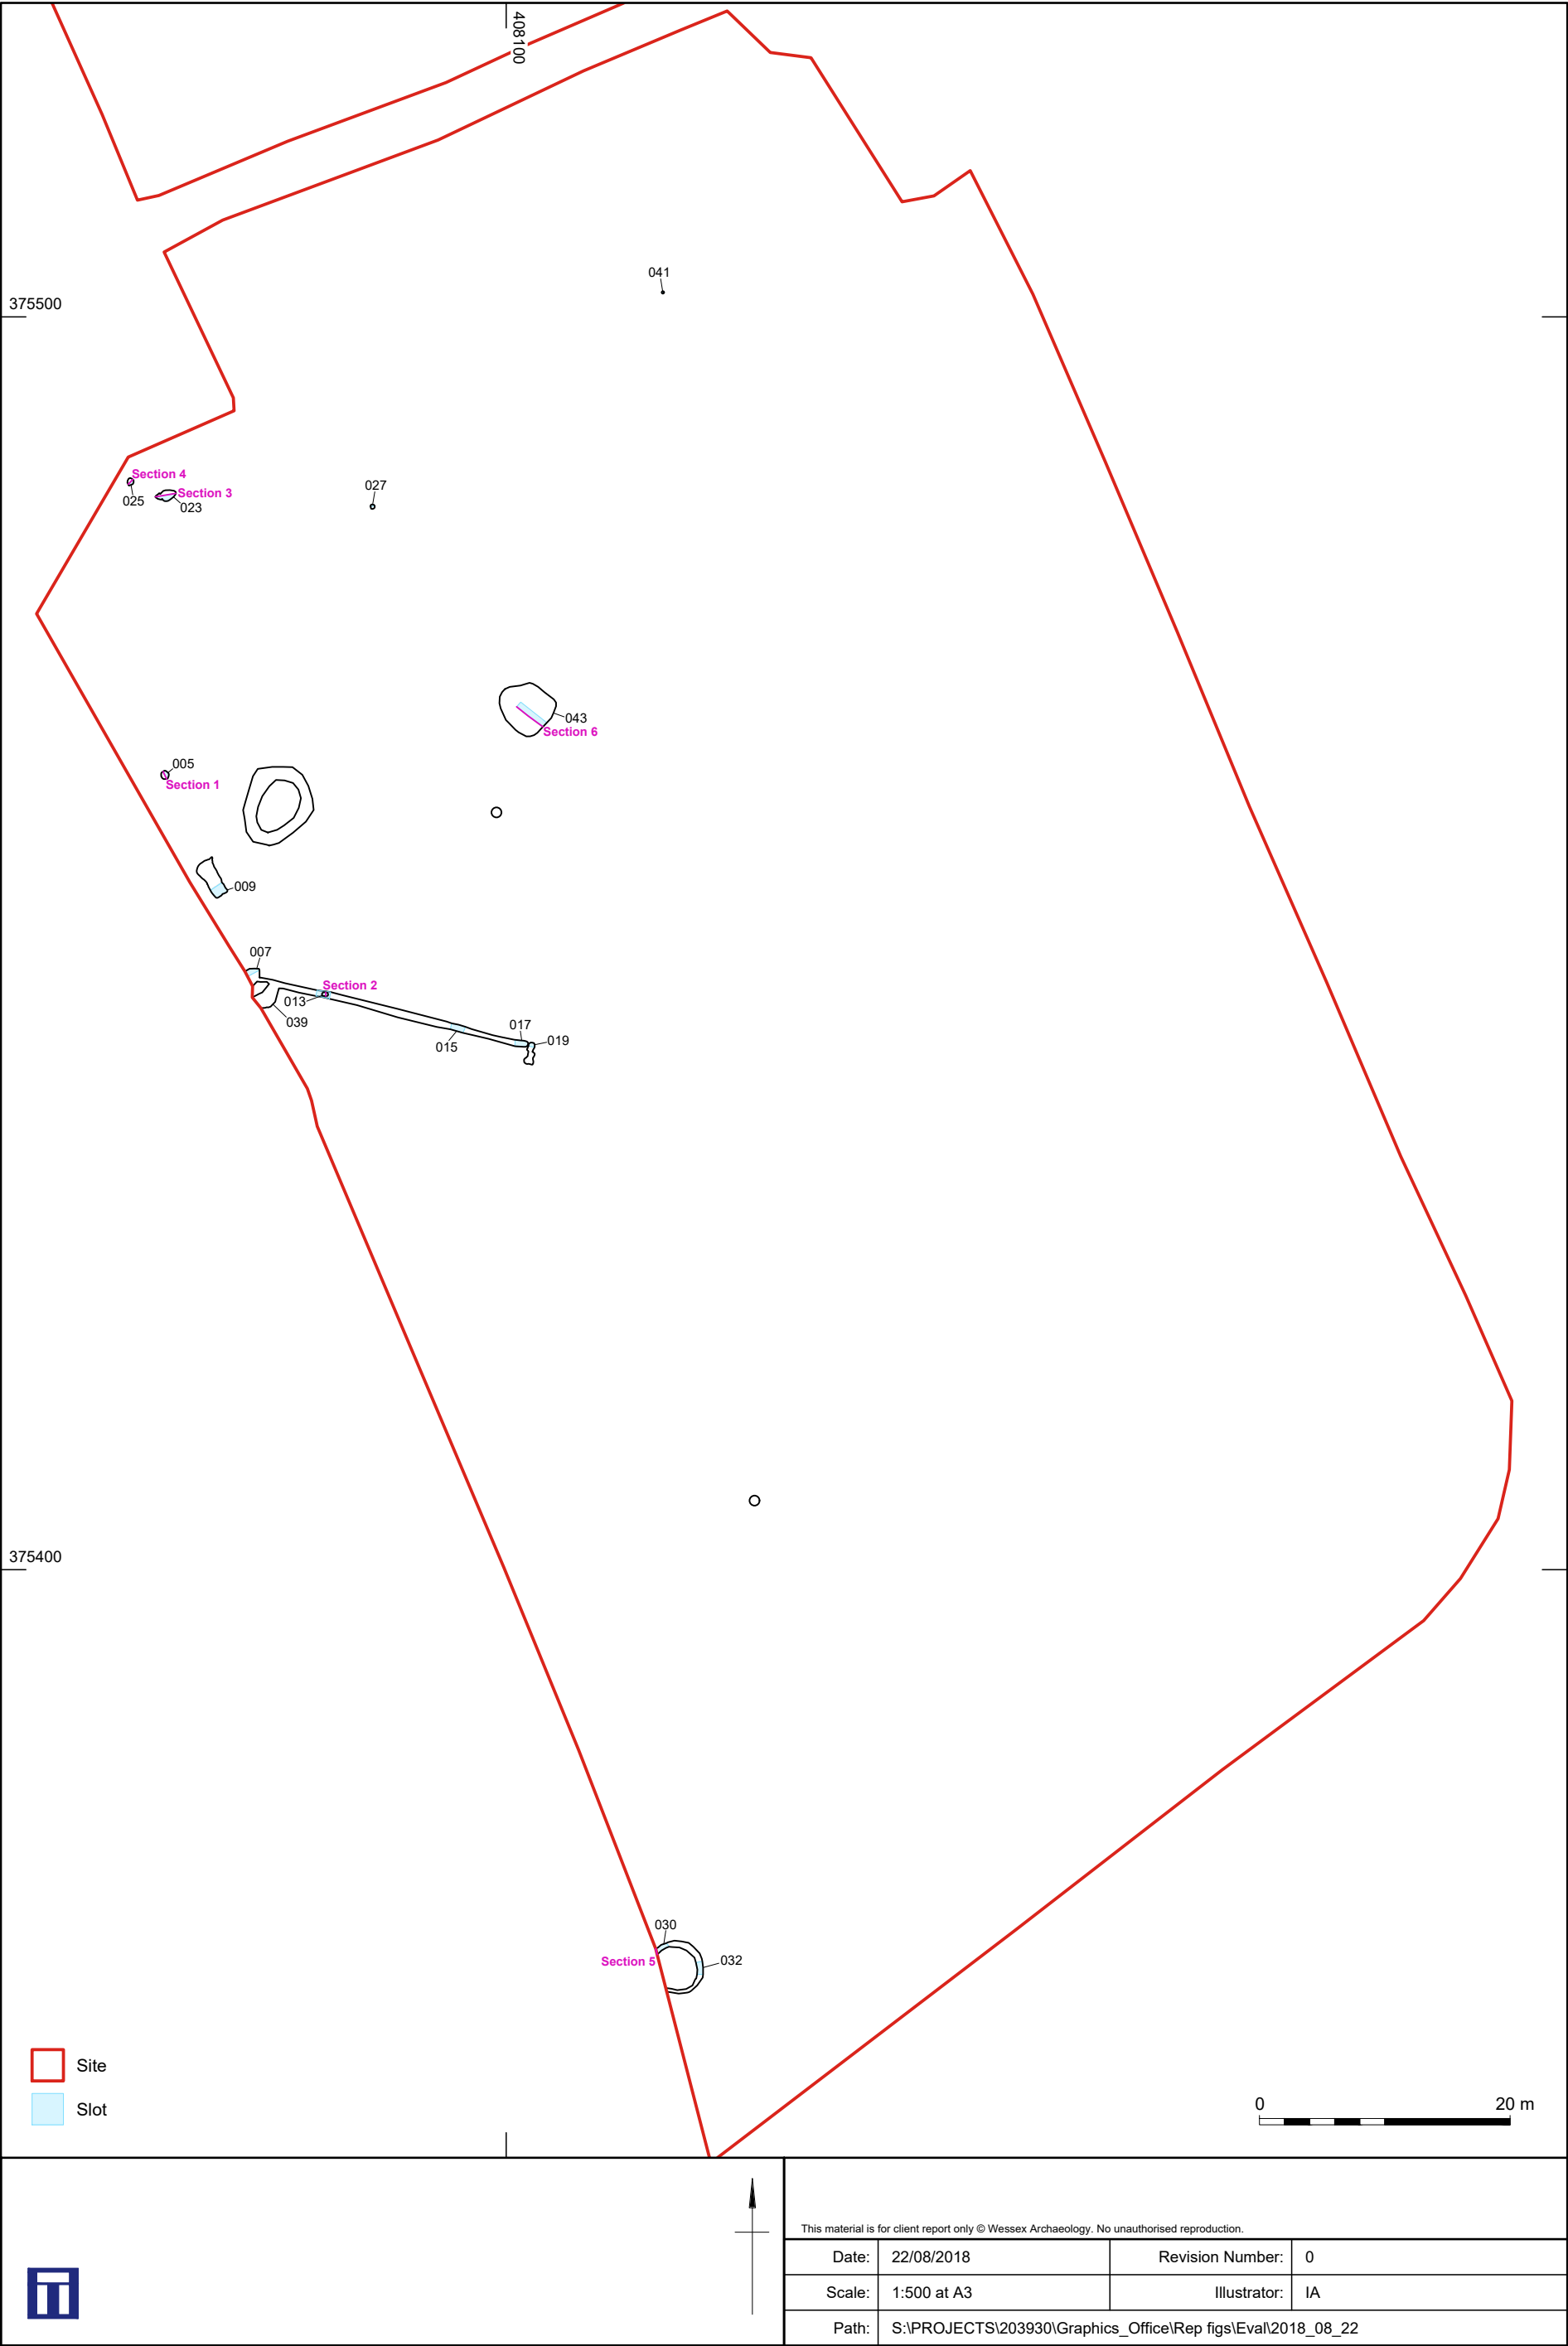 408100
041
375500
Section 4
Section 3
025
023
027
043
Section 6
005
Section 1
009
007
Section 2
013
039
017
019
015
375400
030
Section 5
032
Site
Slot
0 20 m
This material is for client report only © Wessex Archaeology. No unauthorised reproduction.
Date: 22/08/2018 Revision Number: 0
Scale: 1:500 at A3 Illustrator: IA
Path: S:\PROJECTS\203930\Graphics_Office\Rep figs\Eval\2018_08_22